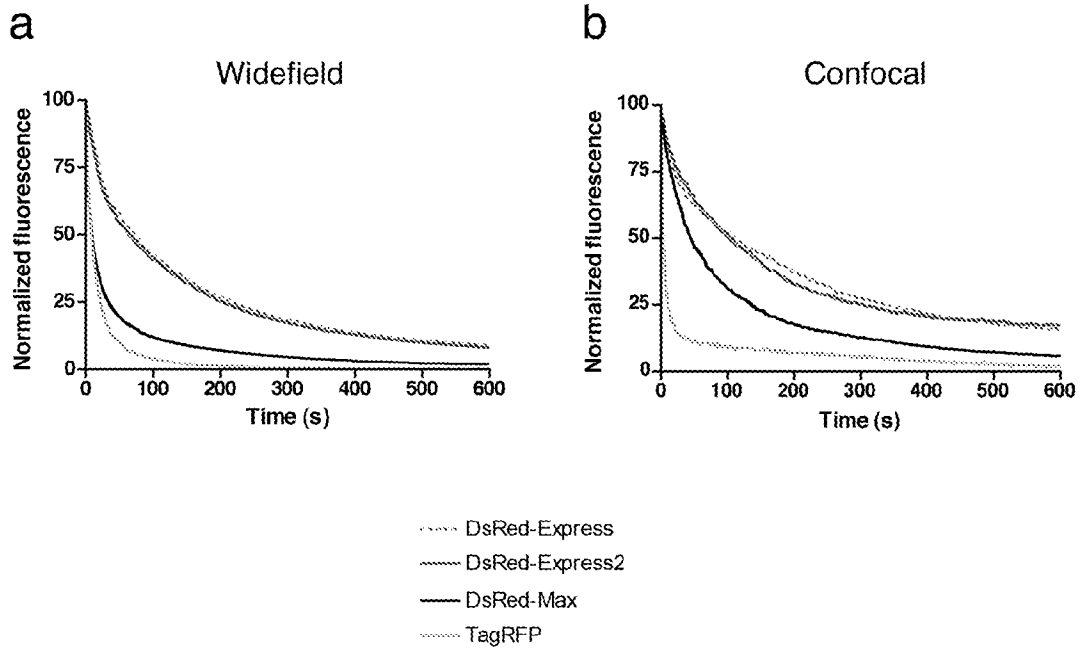 a
Widefield
Normalized fluorescence
100
75
50
25
0
0 100 200 300 400 500 600
Time (s)
b
Confocal
Normalized fluorescence
100
75
50
25
0
0 100 200 300 400 500 600
Time (s)
DsRed-Express
DsRed-Express2
DsRed-Max
TagRFP